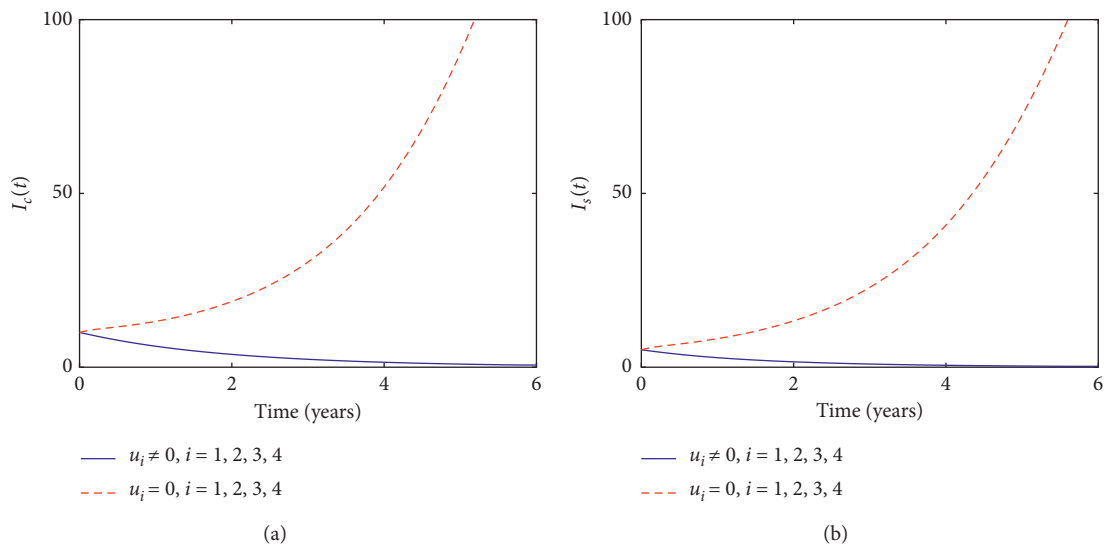 100
50
0
I_c(t)
0 2 4 6
Time (years)
u_i ≠ 0, i = 1, 2, 3, 4
u_i = 0, i = 1, 2, 3, 4
(a)
100
50
0
I_s(t)
0 2 4 6
Time (years)
u_i ≠ 0, i = 1, 2, 3, 4
u_i = 0, i = 1, 2, 3, 4
(b)